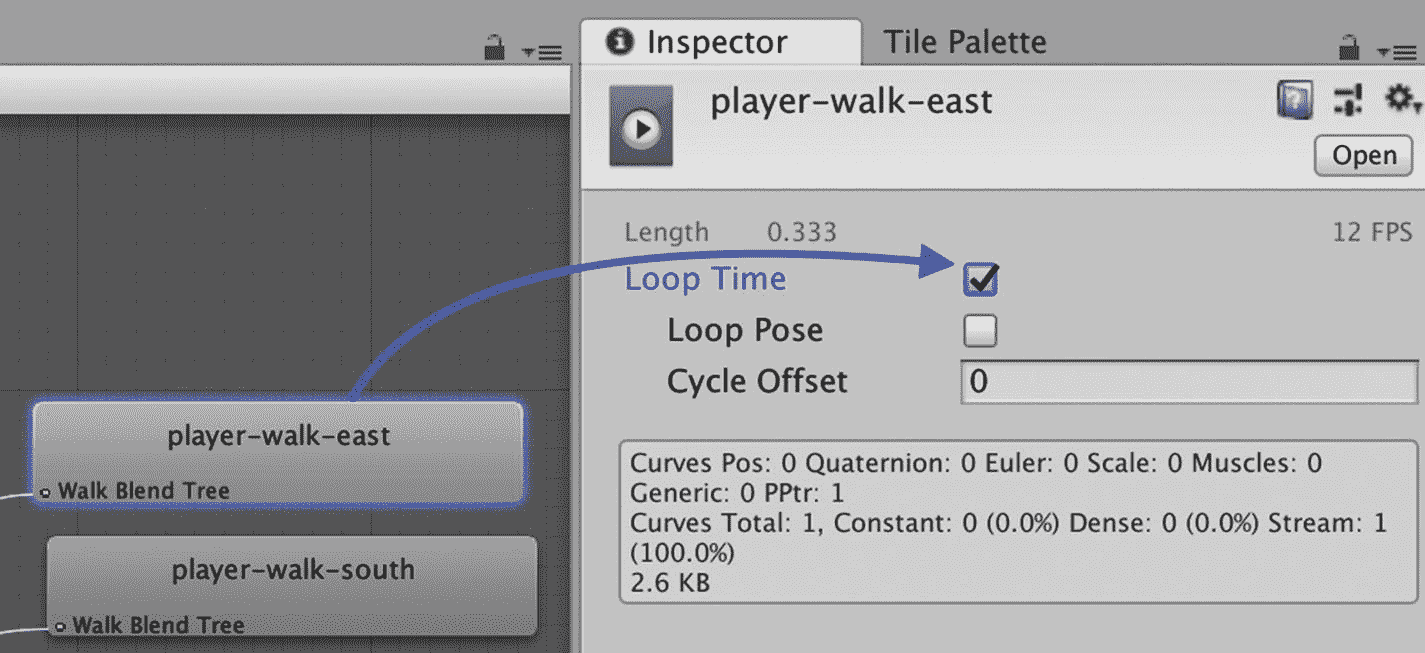 Inspector
Tile Palette
player-walk-east
Open
Length 0.333 12 FPS
Loop Time
Loop Pose
Cycle Offset 0
player-walk-east
Walk Blend Tree
player-walk-south
Walk Blend Tree
Curves Pos: 0 Quaternion: 0 Euler: 0 Scale: 0 Muscles: 0
Generic: 0 PPtr: 1
Curves Total: 1, Constant: 0 (0.0%) Dense: 0 (0.0%) Stream: 1
(100.0%)
2.6 KB